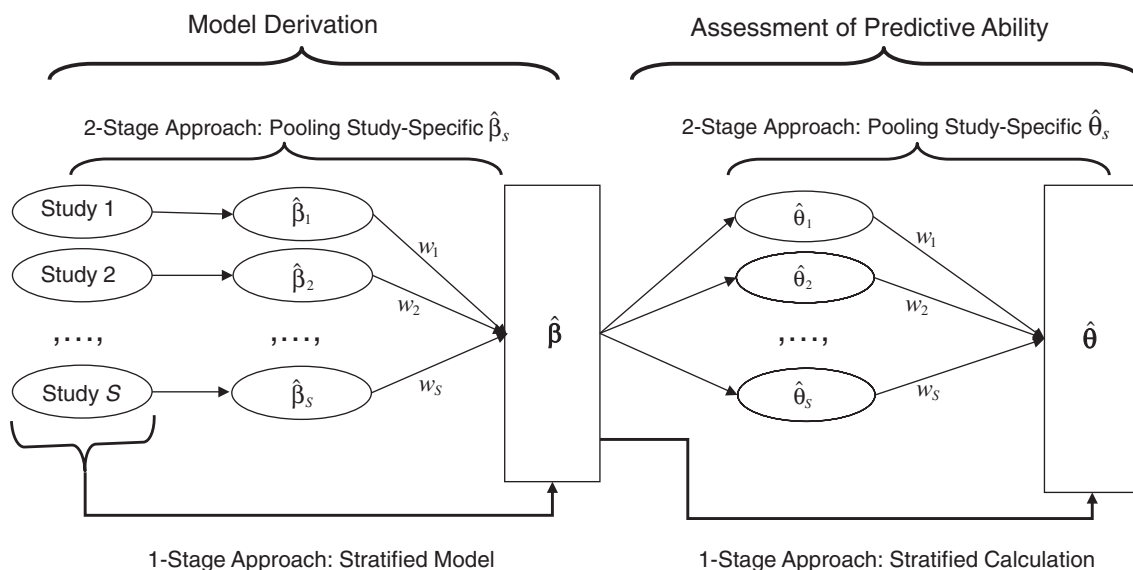 Model Derivation
Assessment of Predictive Ability
2-Stage Approach: Pooling Study-Specific β̂s
2-Stage Approach: Pooling Study-Specific θ̂s
Study 1
β̂1
w1
θ̂1
w1
Study 2
β̂2
w2
θ̂2
w2
,...,
,...,
β̂
,...,
θ̂
Study S
β̂S
wS
θ̂S
wS
1-Stage Approach: Stratified Model
1-Stage Approach: Stratified Calculation